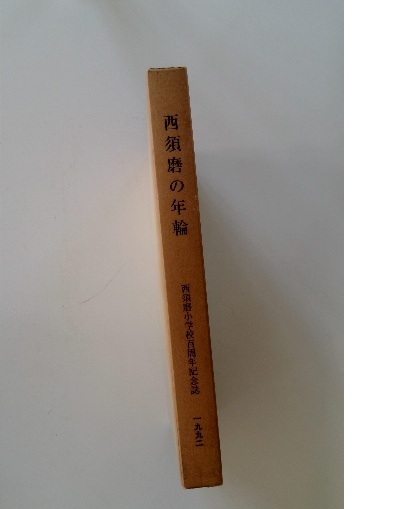 西須磨の年輪
西須磨小学校百周年記念誌
一九九二